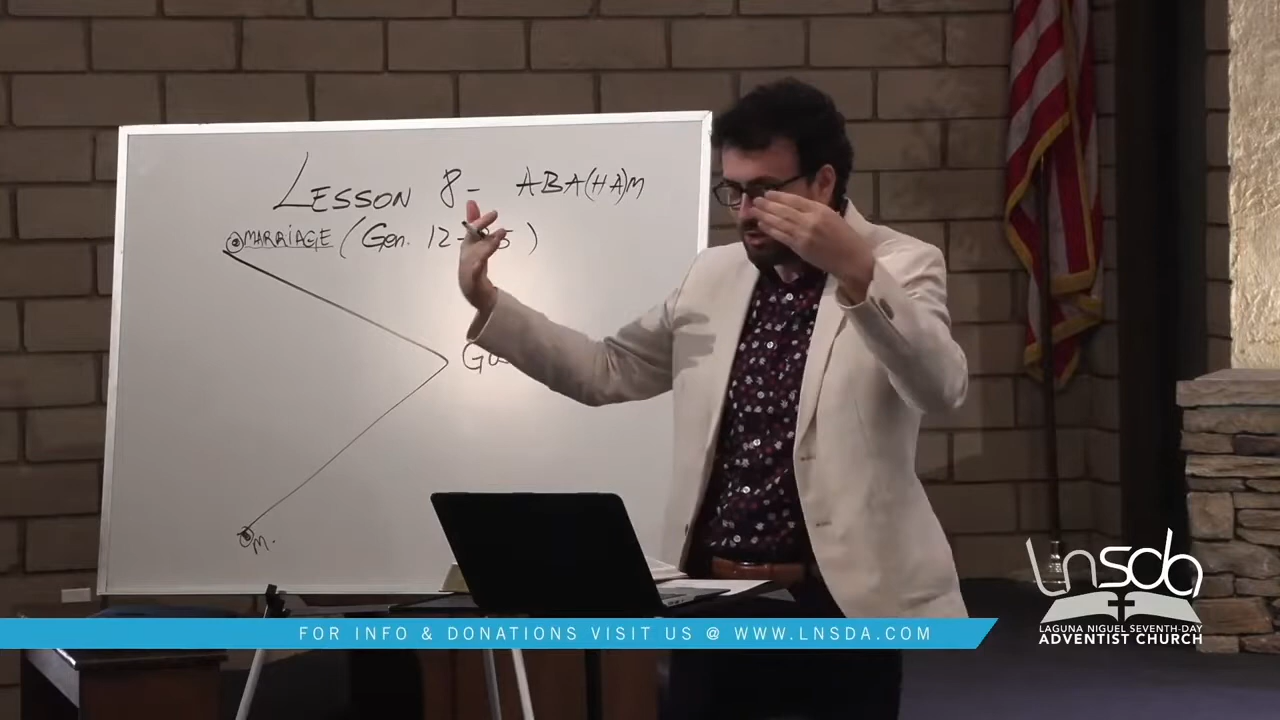 LESSON 8- ABA(HA)M
MARRIAGE (Gen. 12-25)
M.
FOR INFO & DONATIONS VISIT US @ WWW.LNSDA.COM
Lnsda
LAGUNA NIGUEL SEVENTH-DAY
ADVENTIST CHURCH